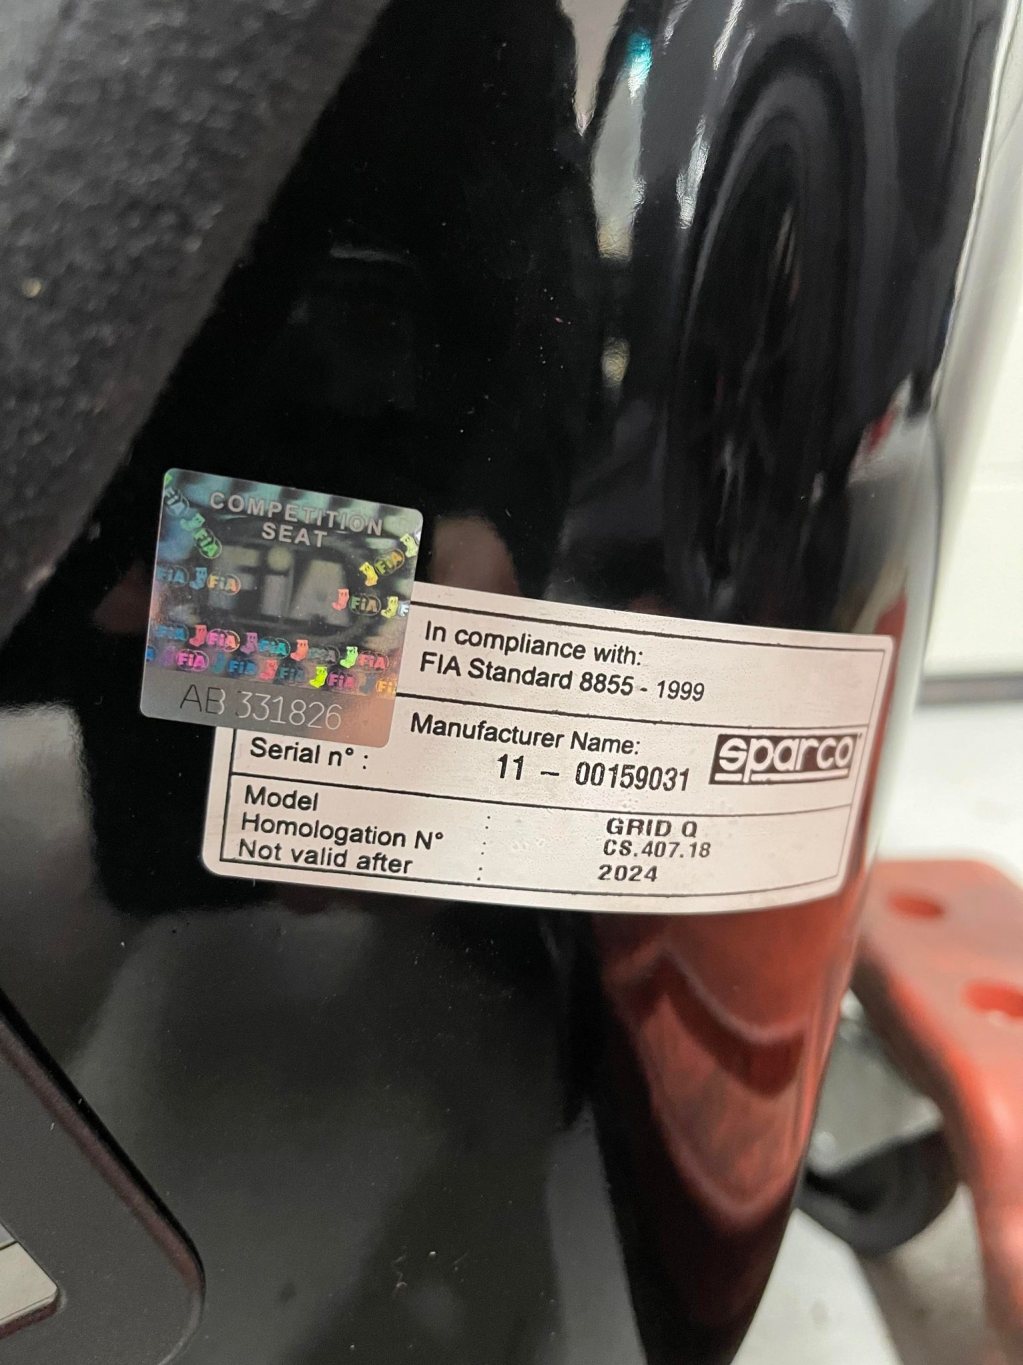 COMPETITION
SEAT
FiA
AB 331826
In compliance with:
FIA Standard 8855 - 1999
Manufacturer Name:
sparco
Serial n° : 11 – 00159031
Model : GRID Q
Homologation N° : CS.407.18
Not valid after : 2024